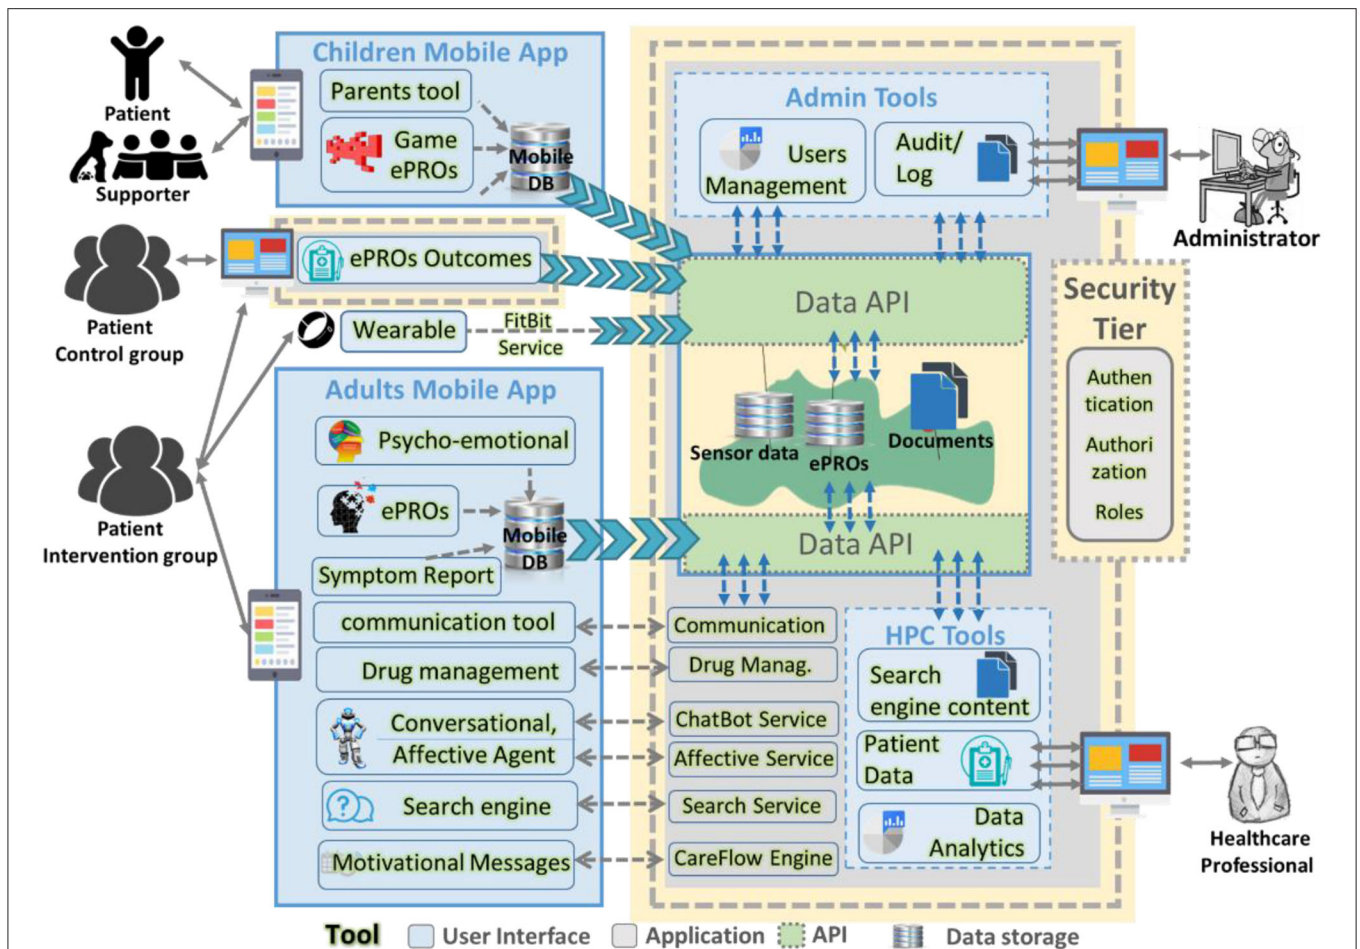 Patient
Supporter
Patient
Control group
Patient
Intervention group
Children Mobile App
Parents tool
Game
ePROs
Mobile
DB
ePROs Outcomes
Wearable
FitBit
Service
Adults Mobile App
Psycho-emotional
ePROs
Mobile
DB
Symptom Report
communication tool
Drug management
Conversational,
Affective Agent
Search engine
Motivational Messages
Admin Tools
Users
Management
Audit/
Log
Administrator
Data API
Sensor data
ePROs
Documents
Data API
Security
Tier
Authen
tication
Authori
zation
Roles
Communication
Drug Manag.
ChatBot Service
Affective Service
Search Service
CareFlow Engine
HPC Tools
Search
engine content
Patient
Data
Data
Analytics
Healthcare
Professional
Tool User Interface Application API Data storage